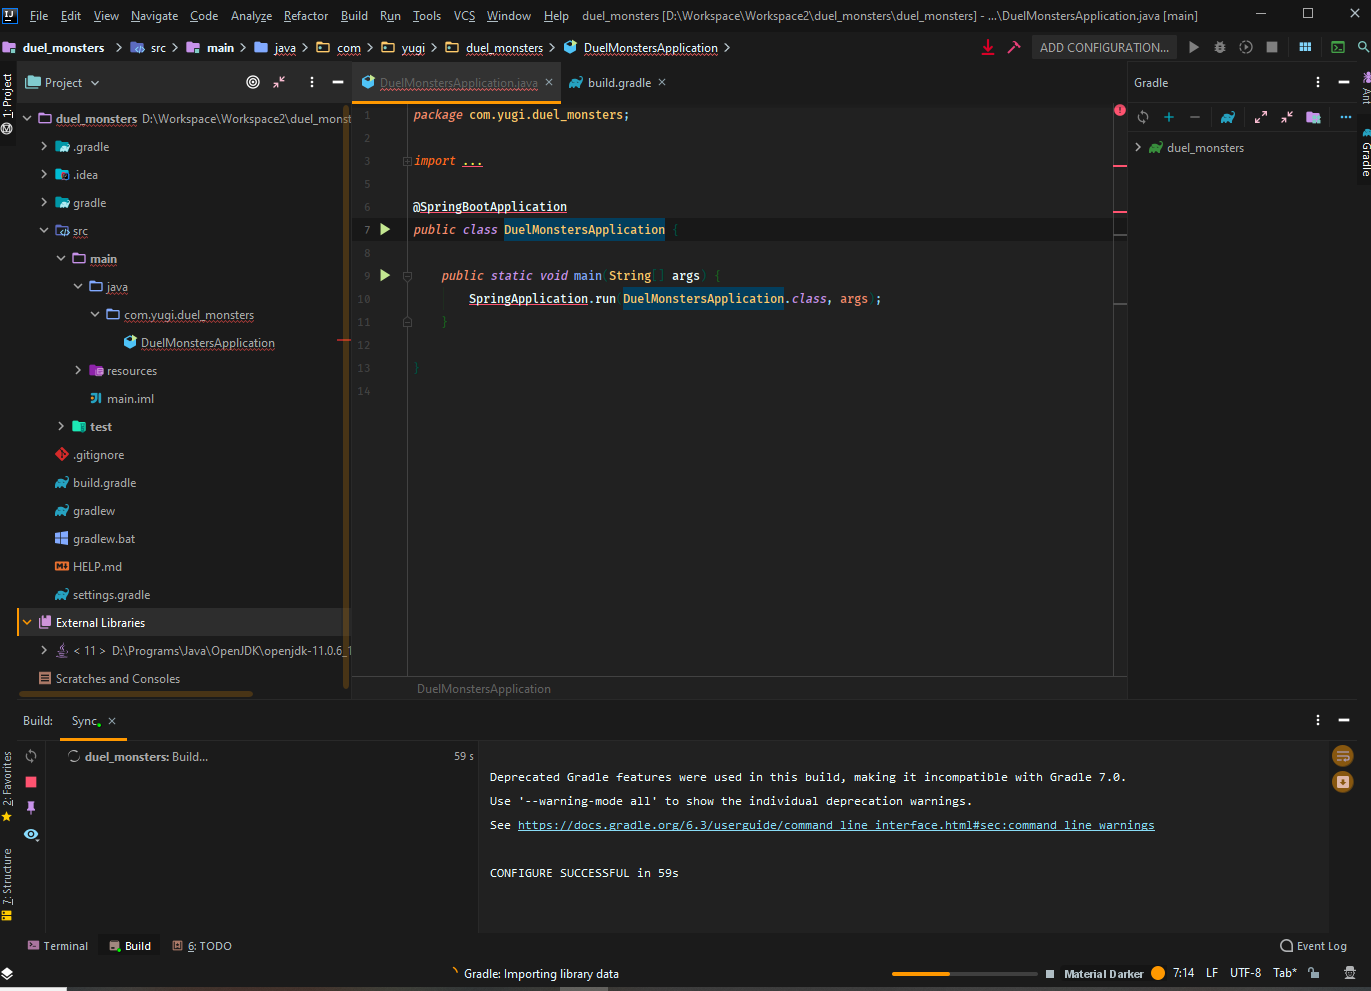 File Edit View Navigate Code Analyze Refactor Build Run Tools VCS Window Help duel_monsters [D:\Workspace\Workspace2\duel_monsters\duel_monsters] - ...\DuelMonstersApplication.java [main]
duel_monsters src main java com yugi duel_monsters DuelMonstersApplication ADD CONFIGURATION...
1: Project
Project
DuelMonstersApplication.java
build.gradle
Gradle
Ant
Gradle
duel_monsters D:\Workspace\Workspace2\duel_monst
.gradle
.idea
gradle
src
main
java
com.yugi.duel_monsters
DuelMonstersApplication
resources
main.iml
test
.gitignore
build.gradle
gradlew
gradlew.bat
HELP.md
settings.gradle
External Libraries
< 11 > D:\Programs\Java\OpenJDK\openjdk-11.0.6_1
Scratches and Consoles
1 package com.yugi.duel_monsters;
2
3 import ...
5
6 @SpringBootApplication
7 public class DuelMonstersApplication {
8
9 public static void main(String[] args) {
10 SpringApplication.run(DuelMonstersApplication.class, args);
11 }
12
13 }
14
DuelMonstersApplication
duel_monsters
Build: Sync
duel_monsters: Build... 59 s
Deprecated Gradle features were used in this build, making it incompatible with Gradle 7.0.
Use '--warning-mode all' to show the individual deprecation warnings.
See https://docs.gradle.org/6.3/userguide/command_line_interface.html#sec:command_line_warnings
CONFIGURE SUCCESSFUL in 59s
2: Favorites
7: Structure
Terminal Build 6: TODO Event Log
Gradle: Importing library data Material Darker 7:14 LF UTF-8 Tab*